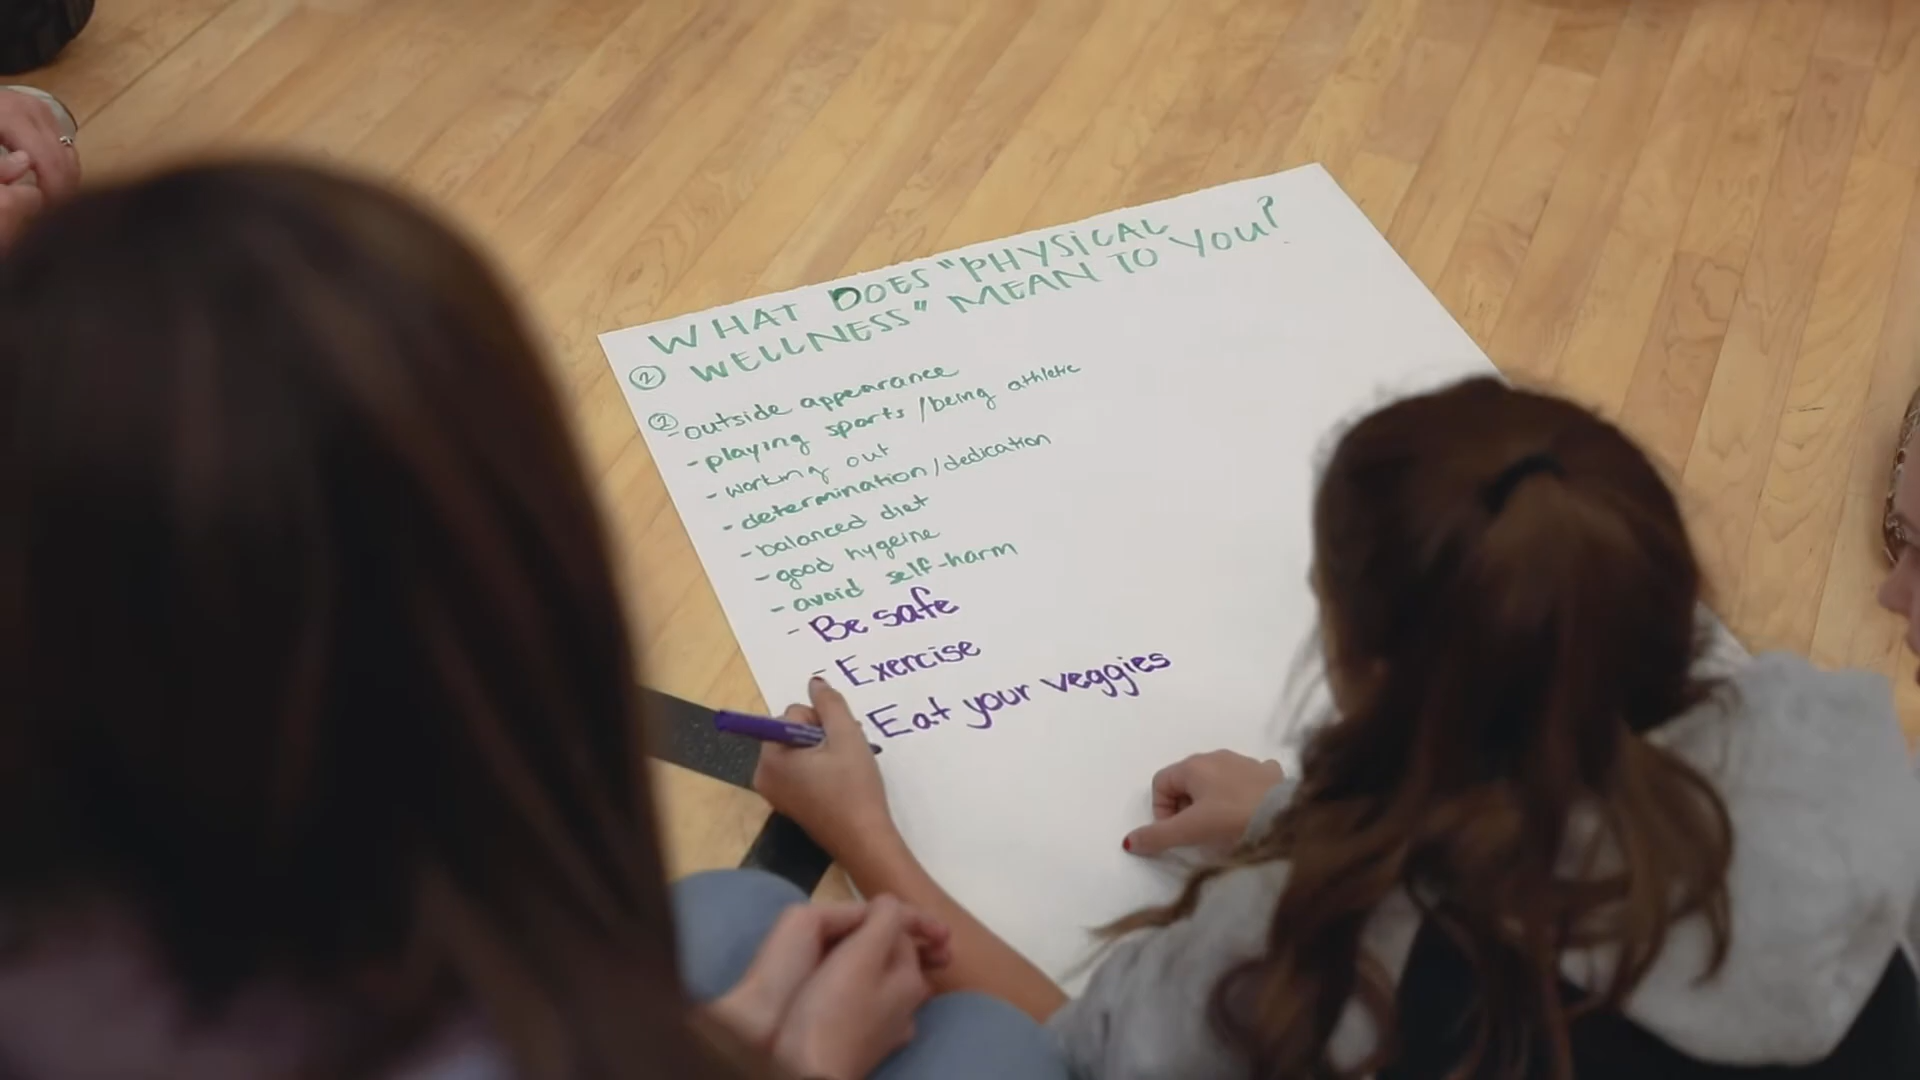 WHAT DOES "PHYSICAL
② WELLNESS" MEAN TO YOU?
② -outside appearance
-playing sports/being athletic
-working out
-determination/dedication
-balanced diet
-good hygeine
-avoid self-harm
-Be safe
-Exercise
Eat your veggies